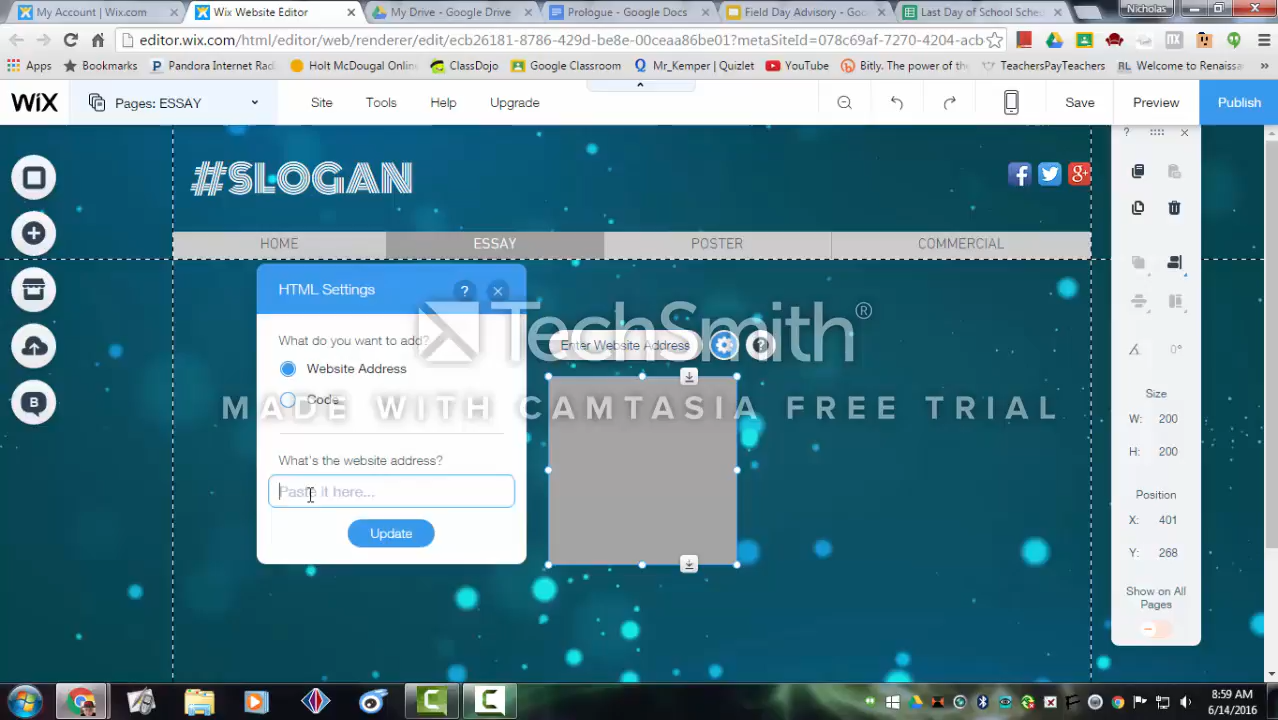 My Account | Wix.com
Wix Website Editor
My Drive - Google Drive
Prologue - Google Docs
Field Day Advisory - Goo
Last Day of School Sche
Nicholas
editor.wix.com/html/editor/web/renderer/edit/ecb26181-8786-429d-be8e-00ceaa86be01?metaSiteId=078c69af-7270-4204-acb
Apps
Bookmarks
Pandora Internet Rad
Holt McDougal Online
ClassDojo
Google Classroom
Mr_Kemper | Quizlet
YouTube
Bitly. The power of the
TeachersPayTeachers
RL Welcome to Renaiss
WiX
Pages: ESSAY
Site
Tools
Help
Upgrade
Save
Preview
Publish
#SLOGAN
HOME
ESSAY
POSTER
COMMERCIAL
HTML Settings
?
What do you want to add?
Website Address
Code
What's the website address?
Paste it here...
Update
Enter Website Address
?
TechSmith®
MADE WITH CAMTASIA FREE TRIAL
?
0°
Size
W: 200
H: 200
Position
X: 401
Y: 268
Show on All
Pages
8:59 AM
6/14/2016